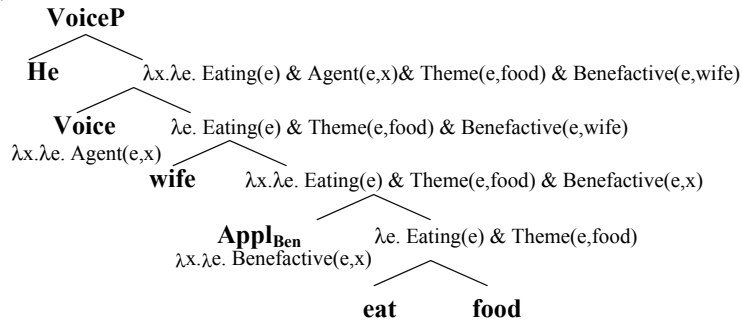 VoiceP
He λx.λe. Eating(e) & Agent(e,x)& Theme(e,food) & Benefactive(e,wife)
Voice λe. Eating(e) & Theme(e,food) & Benefactive(e,wife)
λx.λe. Agent(e,x)
wife λx.λe. Eating(e) & Theme(e,food) & Benefactive(e,x)
ApplBen λe. Eating(e) & Theme(e,food)
λx.λe. Benefactive(e,x)
eat food